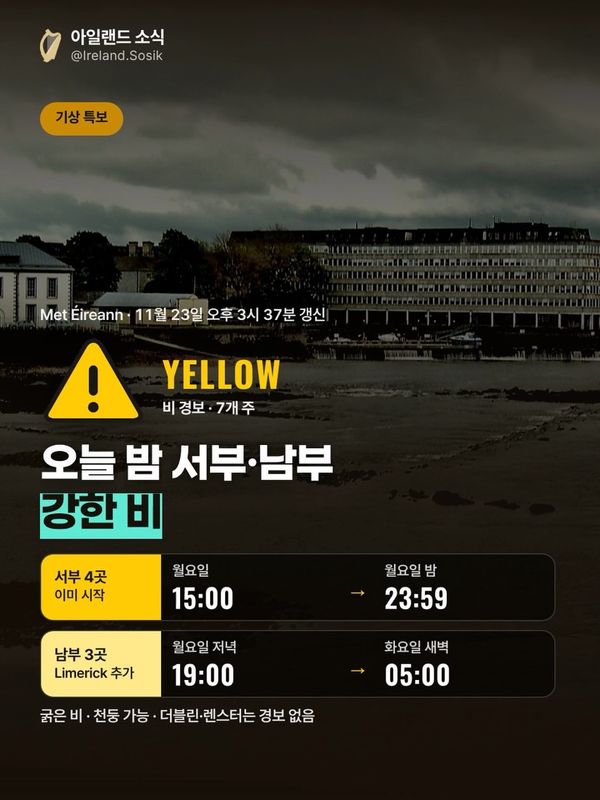 아일랜드 소식
@Ireland.Sosik
기상 특보
Met Éireann · 11월 23일 오후 3시 37분 갱신
YELLOW
비 경보 · 7개 주
오늘 밤 서부·남부
강한 비
서부 4곳
이미 시작
월요일
15:00
→
월요일 밤
23:59
남부 3곳
Limerick 추가
월요일 저녁
19:00
→
화요일 새벽
05:00
굵은 비 · 천둥 가능 · 더블린·렌스터는 경보 없음